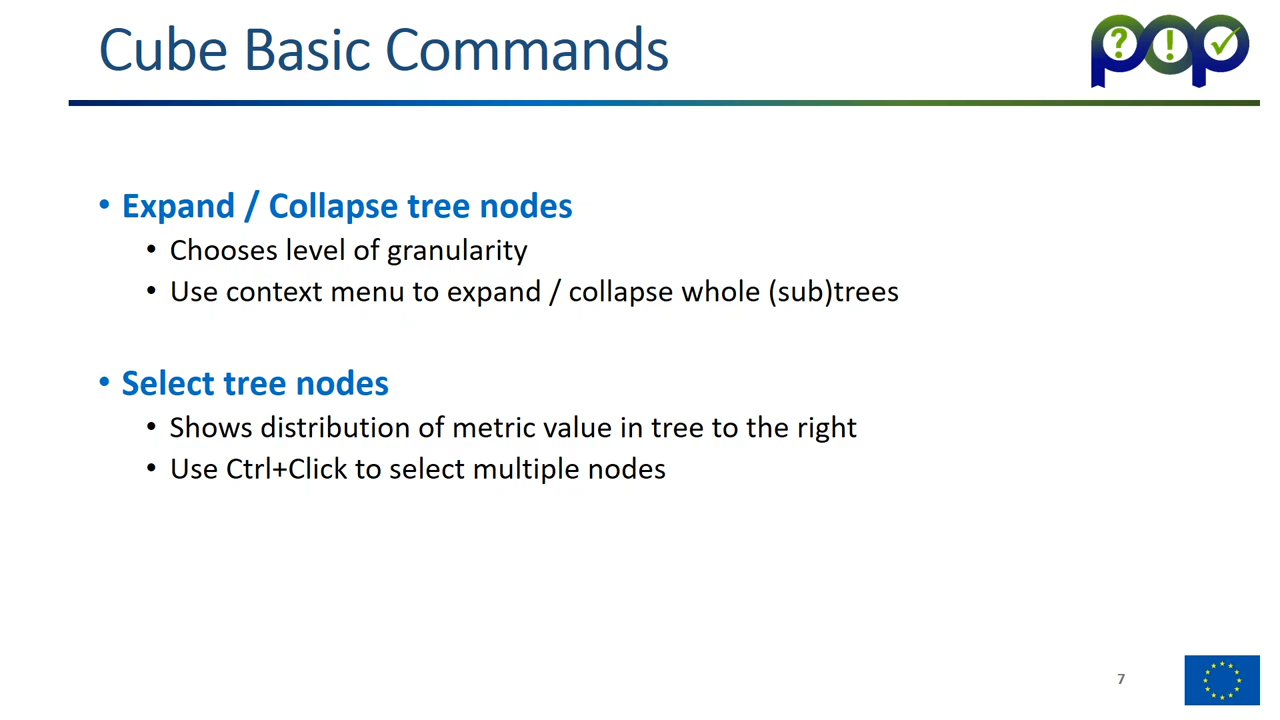 Cube Basic Commands
pop
? ! ✓
• Expand / Collapse tree nodes
• Chooses level of granularity
• Use context menu to expand / collapse whole (sub)trees
• Select tree nodes
• Shows distribution of metric value in tree to the right
• Use Ctrl+Click to select multiple nodes
7